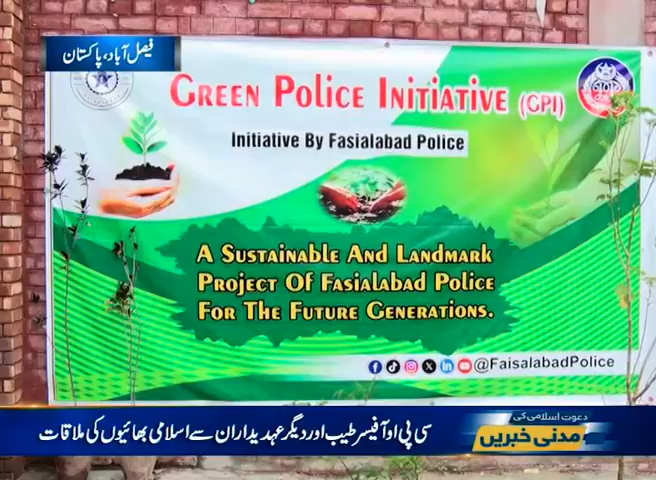 فیصل آباد، پاکستان
GREEN POLICE INITIATIVE (GPI)
Initiative By Fasialabad Police
A SUSTAINABLE AND LANDMARK
PROJECT OF FASIALABAD POLICE
FOR THE FUTURE GENERATIONS.
@FaisalabadPolice
دعوت اسلامی کی
مدنی خبریں
سی پی او آفیسر طیب اور دیگر عہدیداران سے اسلامی بھائیوں کی ملاقات